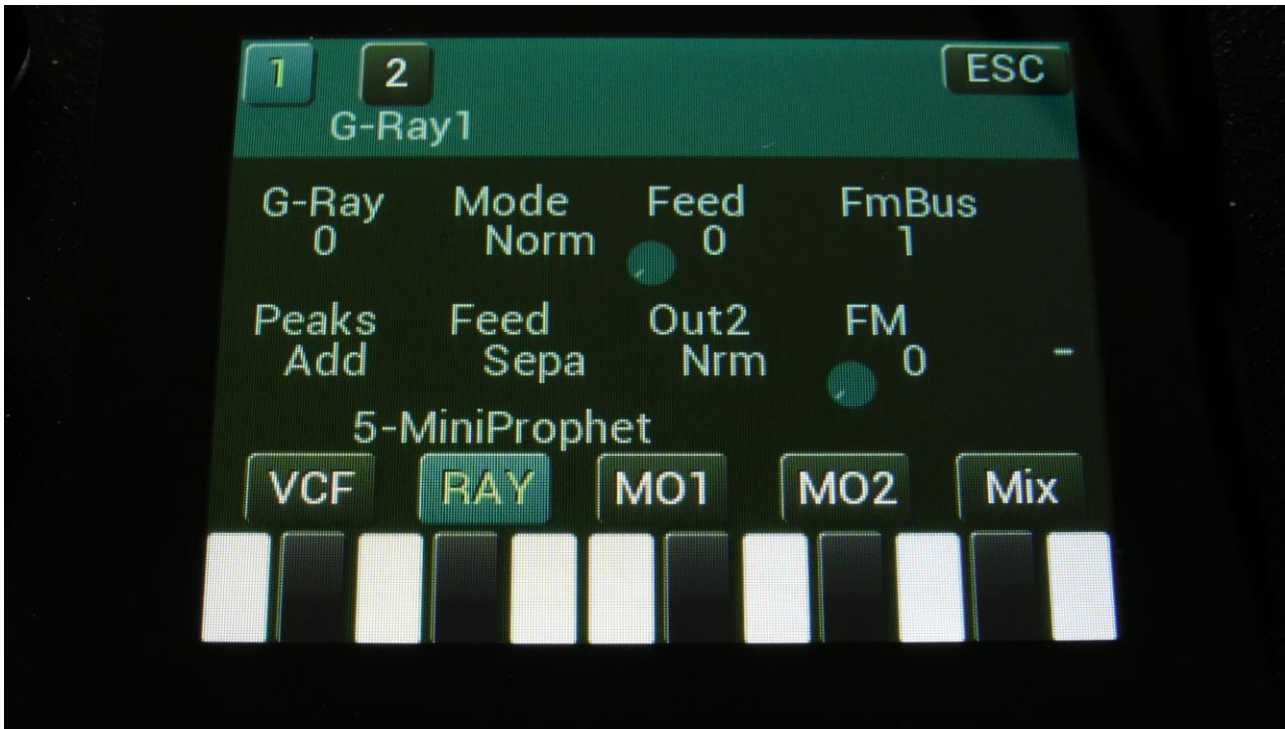 1 2 ESC
G-Ray1
G-Ray Mode Feed FmBus
0 Norm 0 1
Peaks Feed Out2 FM
Add Sepa Nrm 0 -
5-MiniProphet
VCF RAY MO1 MO2 Mix